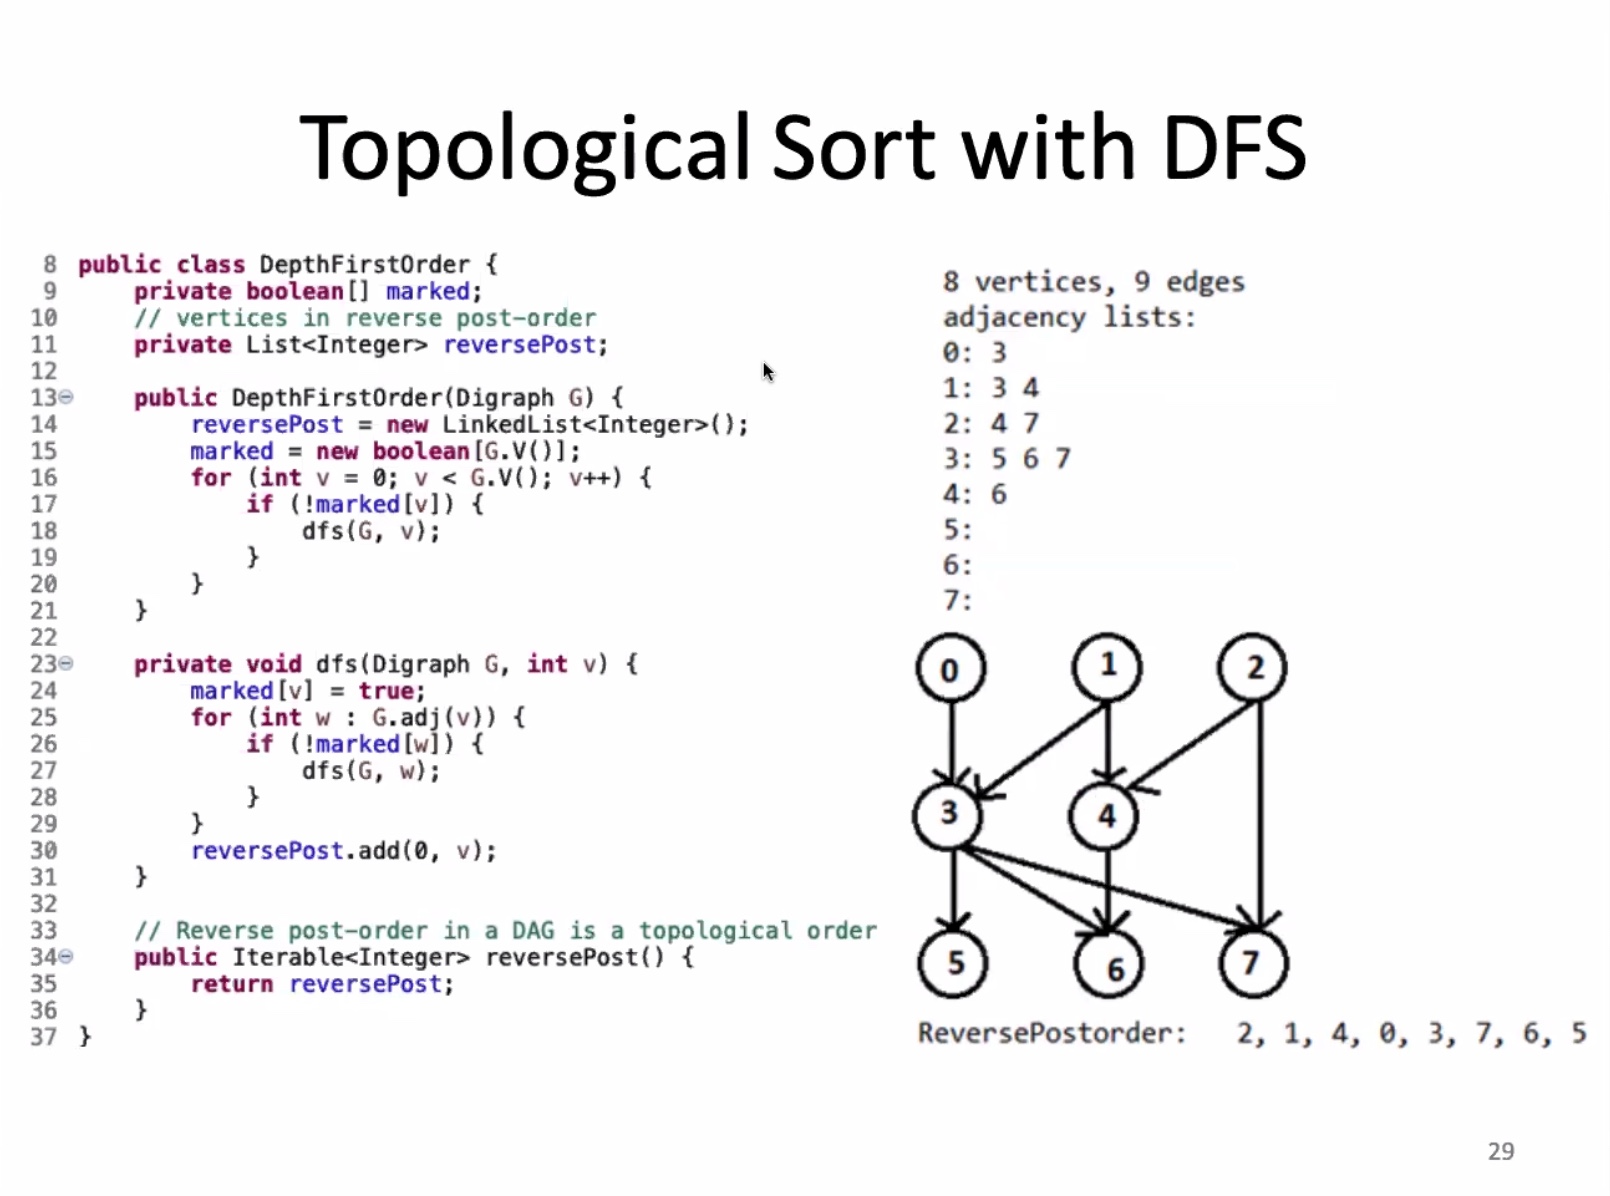 Topological Sort with DFS
8 public class DepthFirstOrder {
9 private boolean[] marked;
10 // vertices in reverse post-order
11 private List<Integer> reversePost;
12
13 public DepthFirstOrder(Digraph G) {
14 reversePost = new LinkedList<Integer>();
15 marked = new boolean[G.V()];
16 for (int v = 0; v < G.V(); v++) {
17 if (!marked[v]) {
18 dfs(G, v);
19 }
20 }
21 }
22
23 private void dfs(Digraph G, int v) {
24 marked[v] = true;
25 for (int w : G.adj(v)) {
26 if (!marked[w]) {
27 dfs(G, w);
28 }
29 }
30 reversePost.add(0, v);
31 }
32
33 // Reverse post-order in a DAG is a topological order
34 public Iterable<Integer> reversePost() {
35 return reversePost;
36 }
37 }
8 vertices, 9 edges
adjacency lists:
0: 3
1: 3 4
2: 4 7
3: 5 6 7
4: 6
5:
6:
7:
0 1 2
3 4
5 6 7
ReversePostorder: 2, 1, 4, 0, 3, 7, 6, 5
29